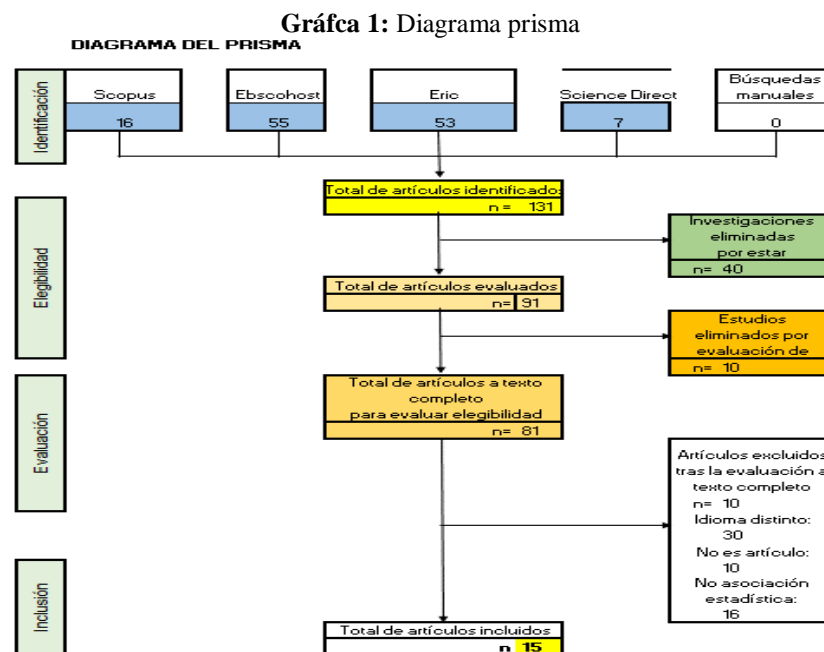 Gráfca 1: Diagrama prisma
DIAGRAMA DEL PRISMA
Identificación
Scopus
16
Ebscohost
55
Eric
53
Science Direct
7
Búsquedas
manuales
0
Total de artículos identificado
n = 131
Elegibilidad
Investigaciones
eliminadas
por estar
n= 40
Total de artículos evaluados
n= 91
Estudios
eliminados por
evaluación de
n= 10
Evaluación
Total de artículos a texto
completo
para evaluar elegibilidad
n= 81
Artículos excluidos
tras la evaluación a
texto completo
n= 10
Idioma distinto:
30
No es artículo:
10
No asociación
estadística:
16
Inclusión
Total de artículos incluidos
n 15